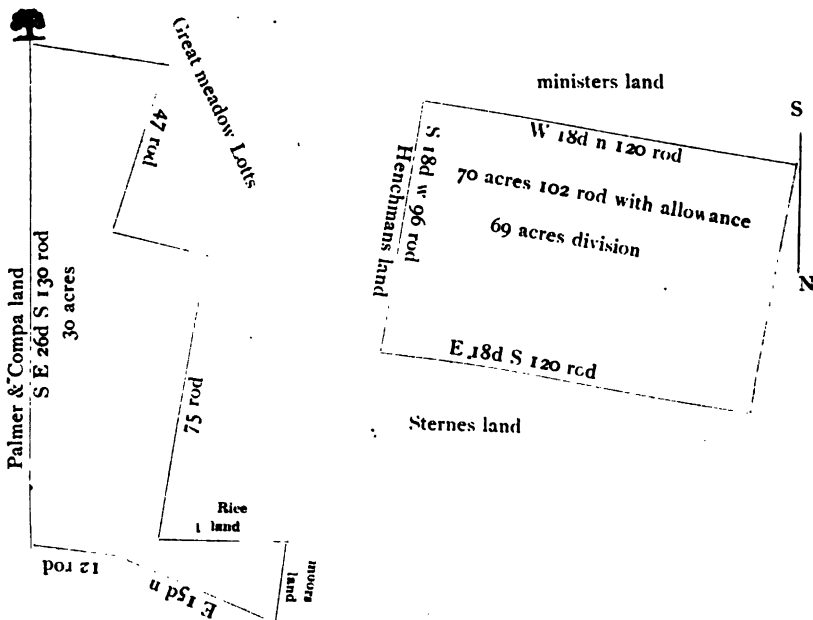 Great meadow Lotts
47 rod
Palmer & Compa land
S E 26d S 130 rod
30 acres
75 rod
Rice
land
moors
land
12 rod
E 15d n
ministers land
S
W 18d n 120 rod
S 18d w 96 rod
Henchmans land
70 acres 102 rod with allowance
69 acres division
N
E 18d S 120 rod
Sternes land